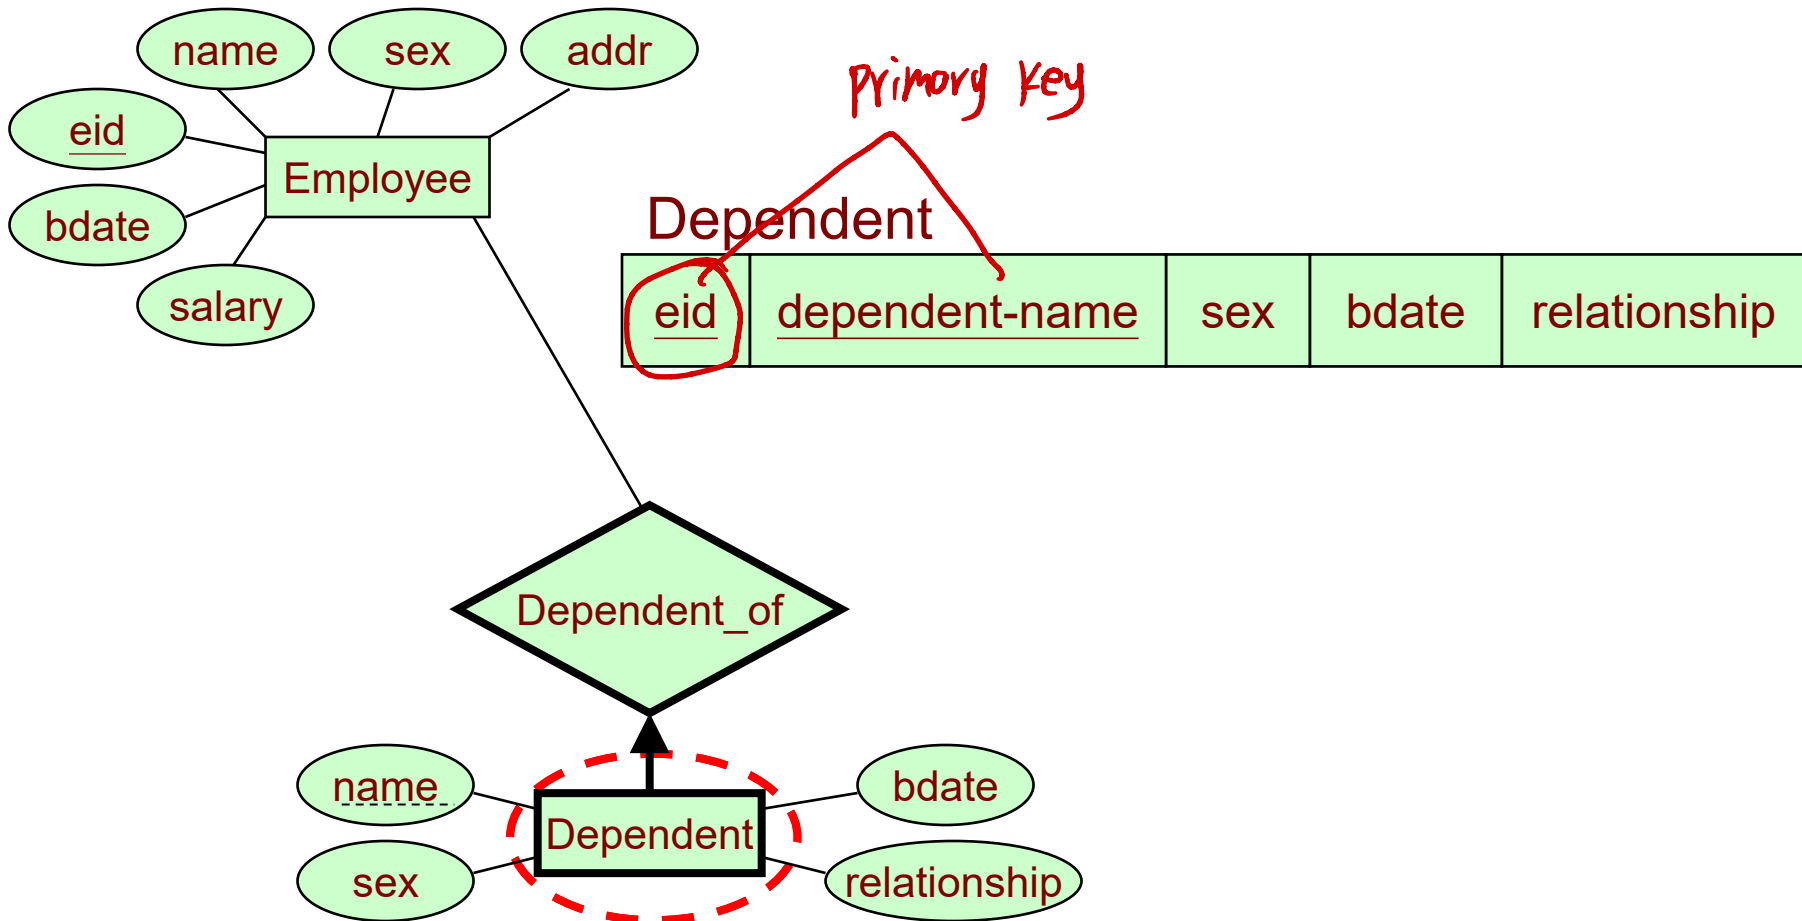 name
sex
addr
primary key
eid
Employee
bdate
salary
Dependent
eid dependent-name sex bdate relationship
Dependent_of
name
bdate
Dependent
sex
relationship